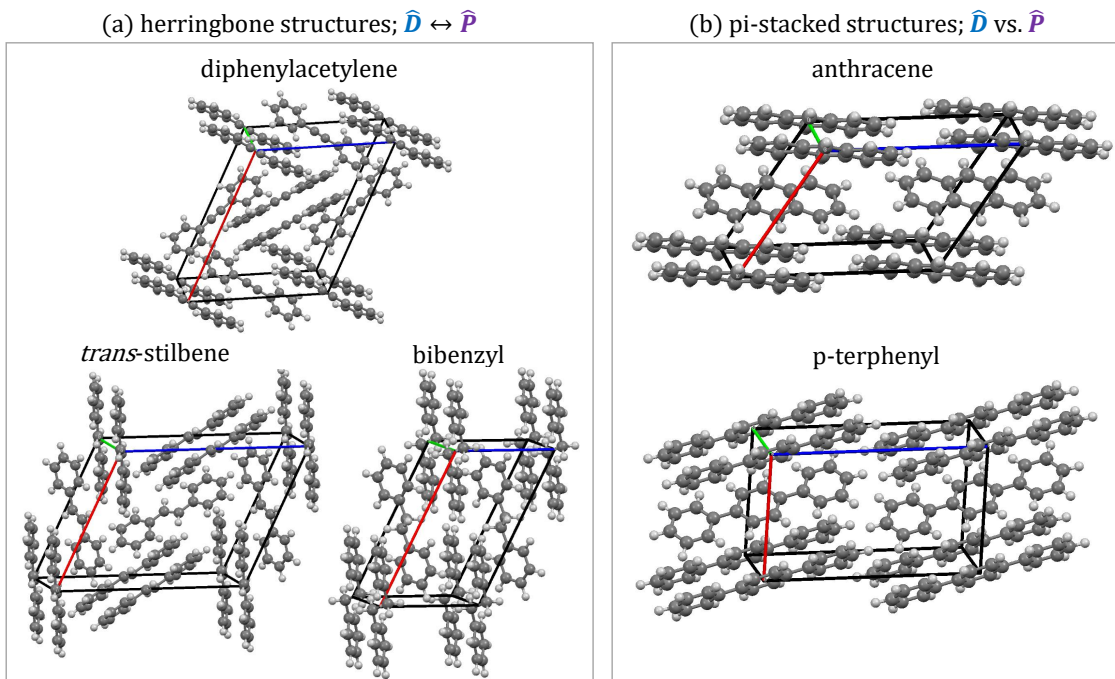 (a) herringbone structures; D̂ ↔ P̂
diphenylacetylene
trans-stilbene
bibenzyl
(b) pi-stacked structures; D̂ vs. P̂
anthracene
p-terphenyl